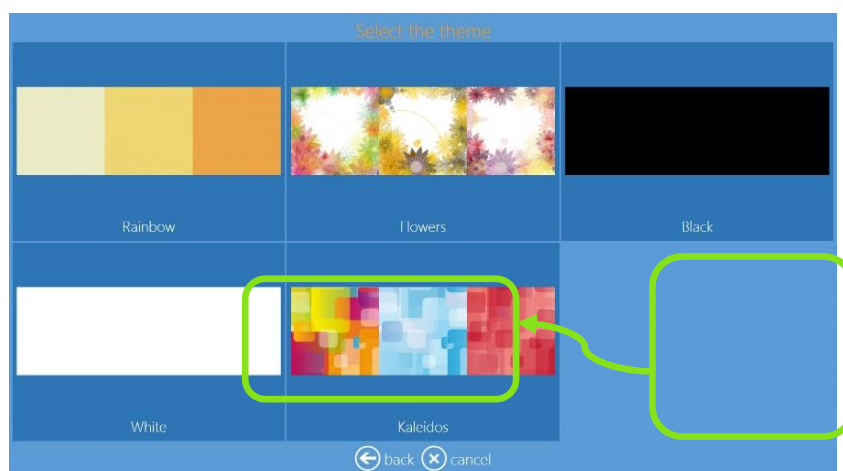 Select the theme
Rainbow
Flowers
Black
White
Kaleidos
back cancel